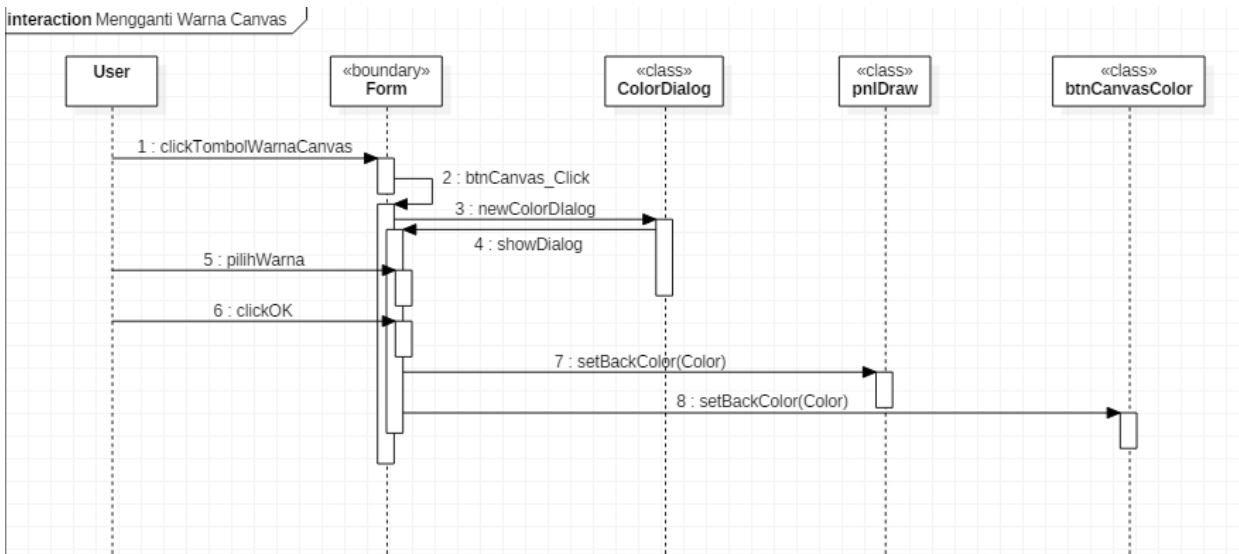 interaction Mengganti Warna Canvas
User
«boundary»
Form
«class»
ColorDialog
«class»
pnlDraw
«class»
btnCanvasColor
1 : clickTombolWarnaCanvas
2 : btnCanvas_Click
3 : newColorDIalog
4 : showDialog
5 : pilihWarna
6 : clickOK
7 : setBackColor(Color)
8 : setBackColor(Color)